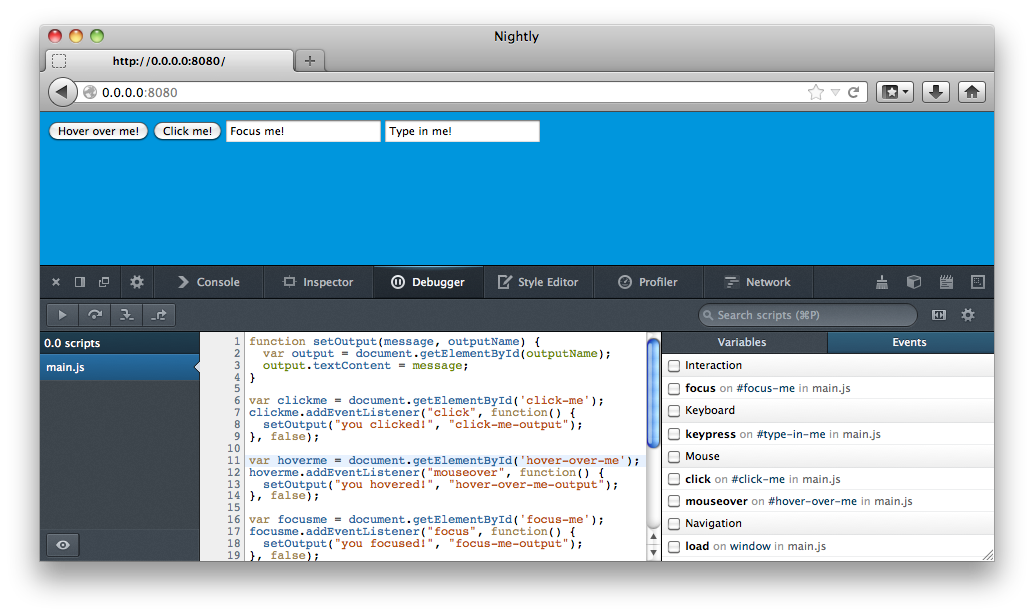 Nightly
http://0.0.0.0:8080/
0.0.0.0:8080
Hover over me! Click me! Focus me! Type in me!
Console Inspector Debugger Style Editor Profiler Network
Search scripts (⌘P)
0.0 scripts
main.js
1 function setOutput(message, outputName) {
2 var output = document.getElementById(outputName);
3 output.textContent = message;
4 }
5
6 var clickme = document.getElementById('click-me');
7 clickme.addEventListener("click", function() {
8 setOutput("you clicked!", "click-me-output");
9 }, false);
10
11 var hoverme = document.getElementById('hover-over-me');
12 hoverme.addEventListener("mouseover", function() {
13 setOutput("you hovered!", "hover-over-me-output");
14 }, false);
15
16 var focusme = document.getElementById('focus-me');
17 focusme.addEventListener("focus", function() {
18 setOutput("you focused!", "focus-me-output");
19 }, false);
Variables Events
Interaction
focus on #focus-me in main.js
Keyboard
keypress on #type-in-me in main.js
Mouse
click on #click-me in main.js
mouseover on #hover-over-me in main.js
Navigation
load on window in main.js